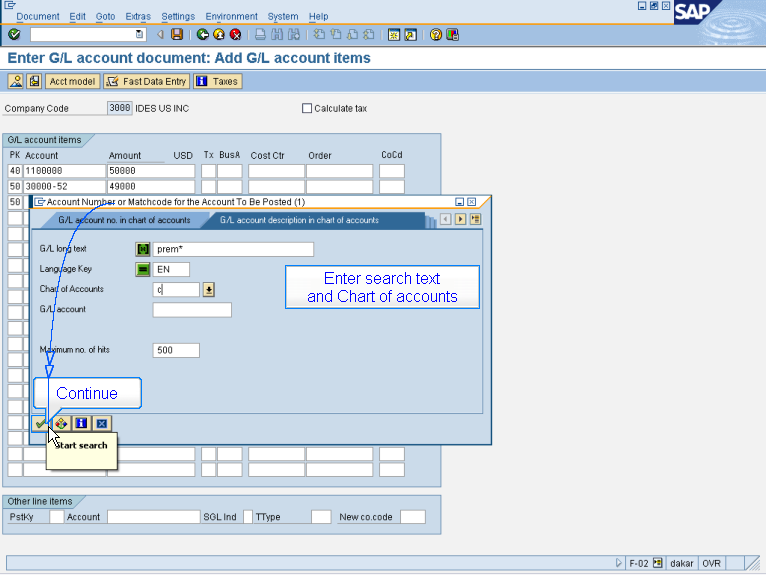 Document Edit Goto Extras Settings Environment System Help
SAP
Enter G/L account document: Add G/L account items
Acct model Fast Data Entry Taxes
Company Code 3000 IDES US INC Calculate tax
G/L account items
PK Account Amount USD Tx BusA Cost Ctr Order CoCd
40 1100000 50000
50 30000-52 49000
50
Account Number or Matchcode for the Account To Be Posted (1)
G/L account no. in chart of accounts G/L account description in chart of accounts
G/L long text prem*
Language Key EN
Chart of Accounts c
G/L account
Maximum no. of hits 500
Enter search text
and Chart of accounts
Continue
Start search
Other line items
PstKy Account SGL Ind TType New co.code
F-02 dakar OVR